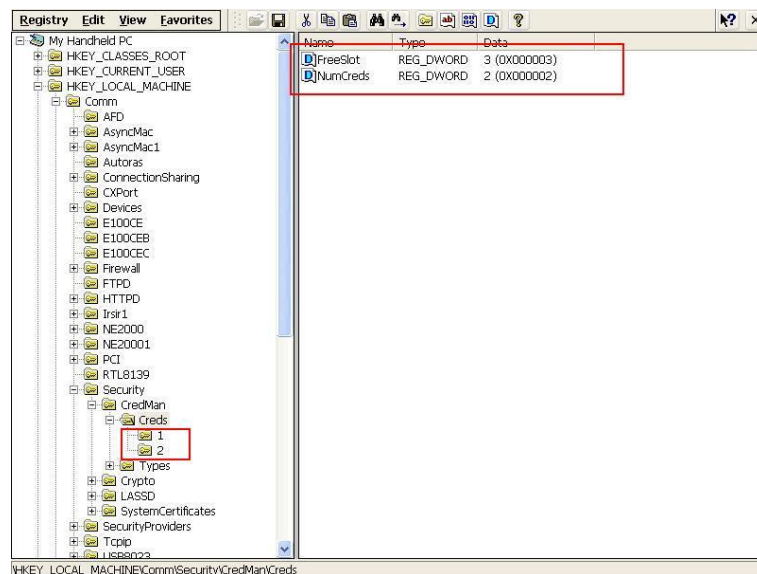 Registry Edit View Favorites
My Handheld PC
HKEY_CLASSES_ROOT
HKEY_CURRENT_USER
HKEY_LOCAL_MACHINE
Comm
AFD
AsyncMac
AsyncMac1
Autoras
ConnectionSharing
CXPort
Devices
E100CE
E100CEB
E100CEC
Firewall
FTPD
HTTPD
Irsir1
NE2000
NE20001
PCI
RTL8139
Security
CredMan
Creds
1
2
Types
Crypto
LASSD
SystemCertificates
SecurityProviders
Tcpip
USB8023
Name Type Data
FreeSlot REG_DWORD 3 (0X000003)
NumCreds REG_DWORD 2 (0X000002)
\HKEY_LOCAL_MACHINE\Comm\Security\CredMan\Creds